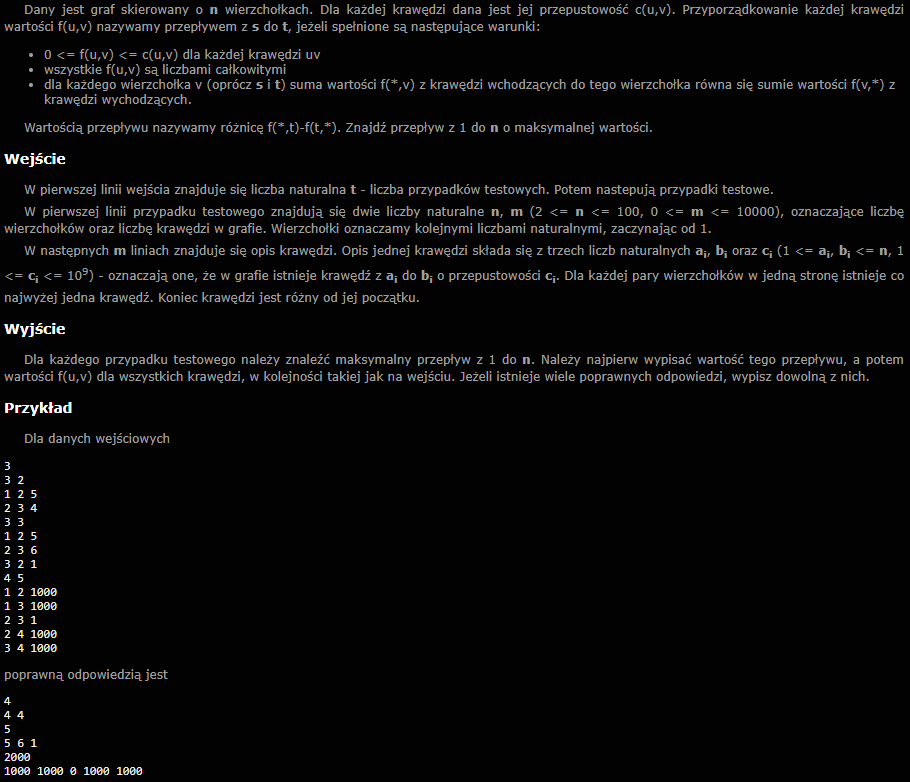 Dany jest graf skierowany o n wierzchołkach. Dla każdej krawędzi dana jest jej przepustowość c(u,v). Przyporządkowanie każdej krawędzi
wartości f(u,v) nazywamy przepływem z s do t, jeżeli spełnione są następujące warunki:
• 0 <= f(u,v) <= c(u,v) dla każdej krawędzi uv
• wszystkie f(u,v) są liczbami całkowitymi
• dla każdego wierzchołka v (oprócz s i t) suma wartości f(*,v) z krawędzi wchodzących do tego wierzchołka równa się sumie wartości f(v,*) z
krawędzi wychodzących.
Wartością przepływu nazywamy różnicę f(*,t)-f(t,*). Znajdź przepływ z 1 do n o maksymalnej wartości.
Wejście
W pierwszej linii wejścia znajduje się liczba naturalna t - liczba przypadków testowych. Potem nastepują przypadki testowe.
W pierwszej linii przypadku testowego znajdują się dwie liczby naturalne n, m (2 <= n <= 100, 0 <= m <= 10000), oznaczające liczbę
wierzchołków oraz liczbę krawędzi w grafie. Wierzchołki oznaczamy kolejnymi liczbami naturalnymi, zaczynając od 1.
W następnych m liniach znajduje się opis krawędzi. Opis jednej krawędzi składa się z trzech liczb naturalnych ai, bi oraz ci (1 <= ai, bi <= n, 1
<= ci <= 10^9) - oznaczają one, że w grafie istnieje krawędź z ai do bi o przepustowości ci. Dla każdej pary wierzchołków w jedną stronę istnieje co
najwyżej jedna krawędź. Koniec krawędzi jest różny od jej początku.
Wyjście
Dla każdego przypadku testowego należy znaleźć maksymalny przepływ z 1 do n. Należy najpierw wypisać wartość tego przepływu, a potem
wartości f(u,v) dla wszystkich krawędzi, w kolejności takiej jak na wejściu. Jeżeli istnieje wiele poprawnych odpowiedzi, wypisz dowolną z nich.
Przykład
Dla danych wejściowych
3
3 2
1 2 5
2 3 4
3 3
1 2 5
2 3 6
3 2 1
4 5
1 2 1000
1 3 1000
2 3 1
2 4 1000
3 4 1000
poprawną odpowiedzią jest
4
4 4
5
5 6 1
2000
1000 1000 0 1000 1000